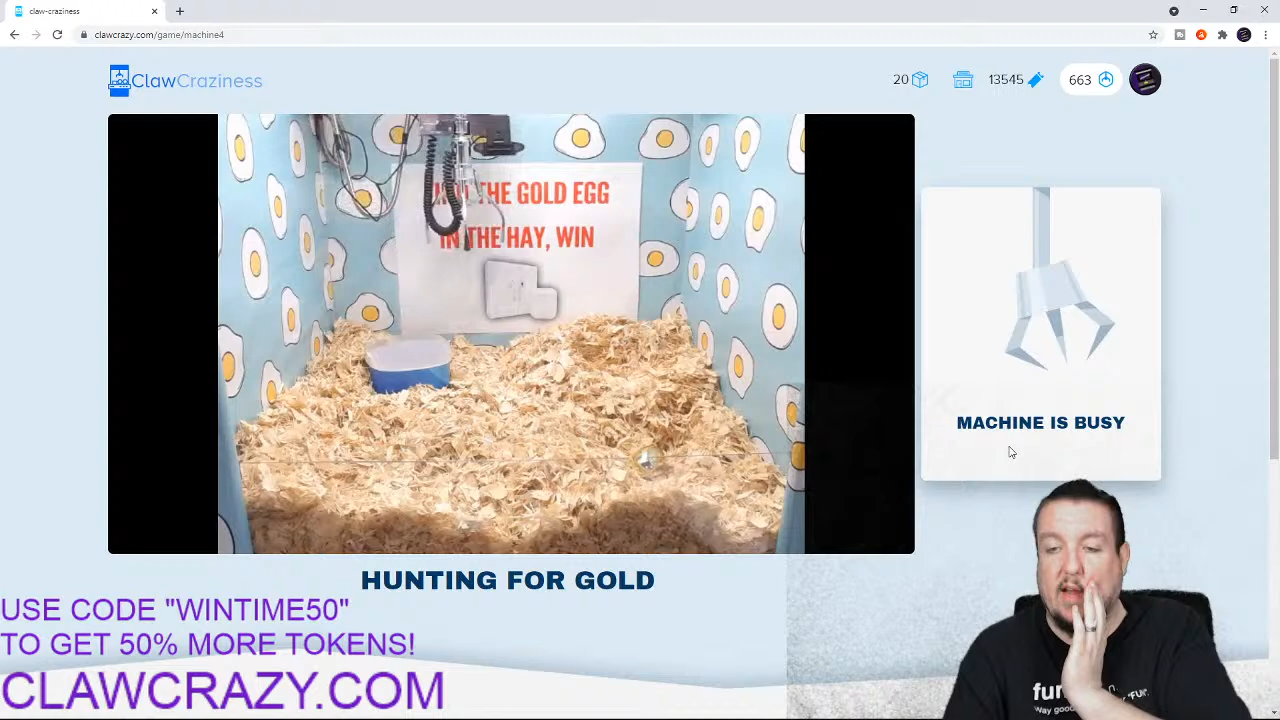 claw-craziness
clawcrazy.com/game/machine4
ClawCraziness
20
13545
663
THE GOLD EGG
IN THE HAY, WIN
MACHINE IS BUSY
HUNTING FOR GOLD
USE CODE "WINTIME50"
TO GET 50% MORE TOKENS!
CLAWCRAZY.COM